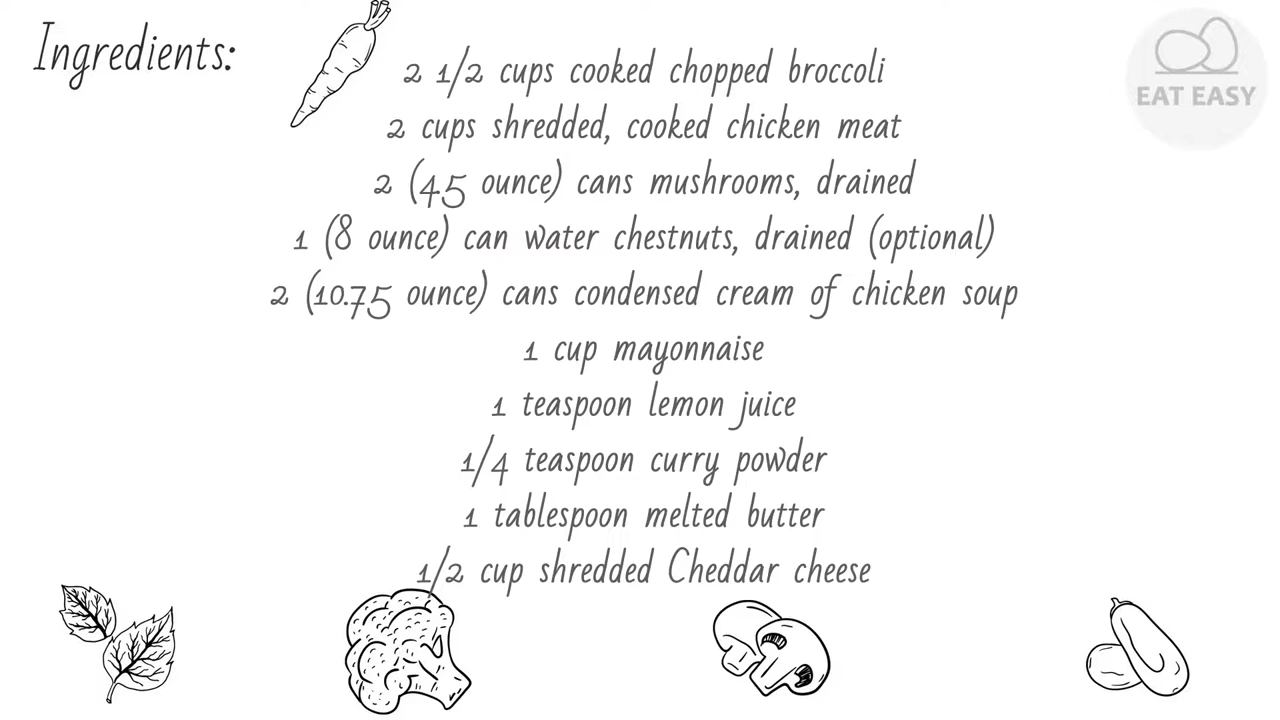 Ingredients:
EAT EASY
2 1/2 cups cooked chopped broccoli
2 cups shredded, cooked chicken meat
2 (45 ounce) cans mushrooms, drained
1 (8 ounce) can water chestnuts, drained (optional)
2 (10.75 ounce) cans condensed cream of chicken soup
1 cup mayonnaise
1 teaspoon lemon juice
1/4 teaspoon curry powder
1 tablespoon melted butter
1/2 cup shredded Cheddar cheese